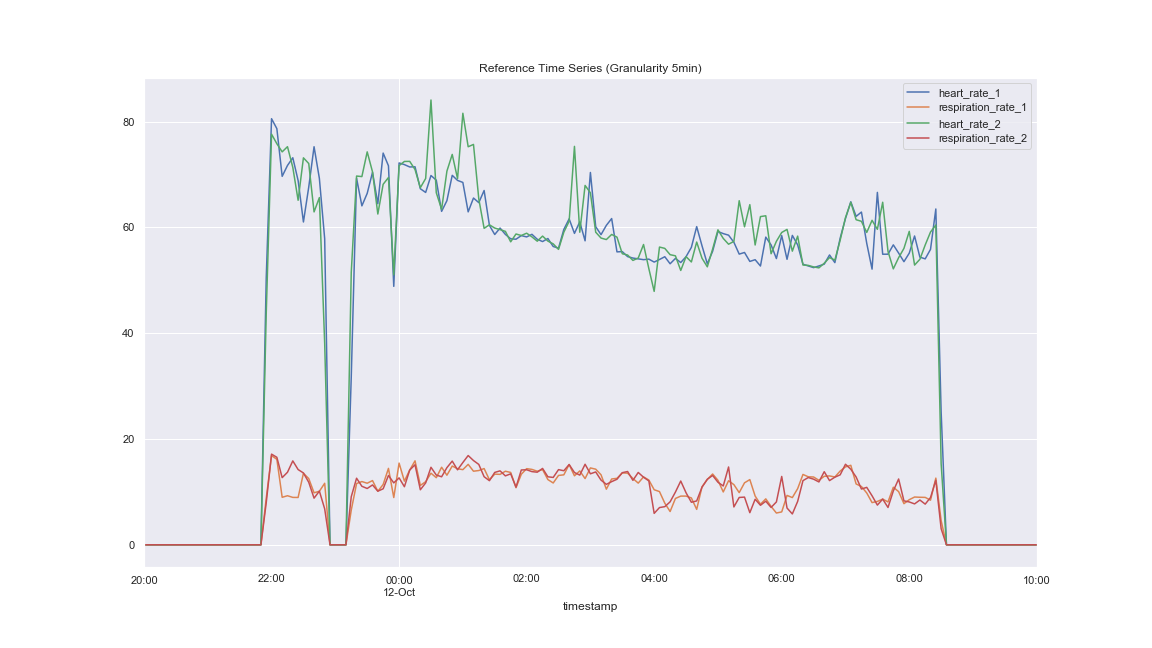 Reference Time Series (Granularity 5min)
heart_rate_1
respiration_rate_1
heart_rate_2
respiration_rate_2
80
60
40
20
0
20:00
22:00
00:00
12-Oct
02:00
04:00
06:00
08:00
10:00
timestamp